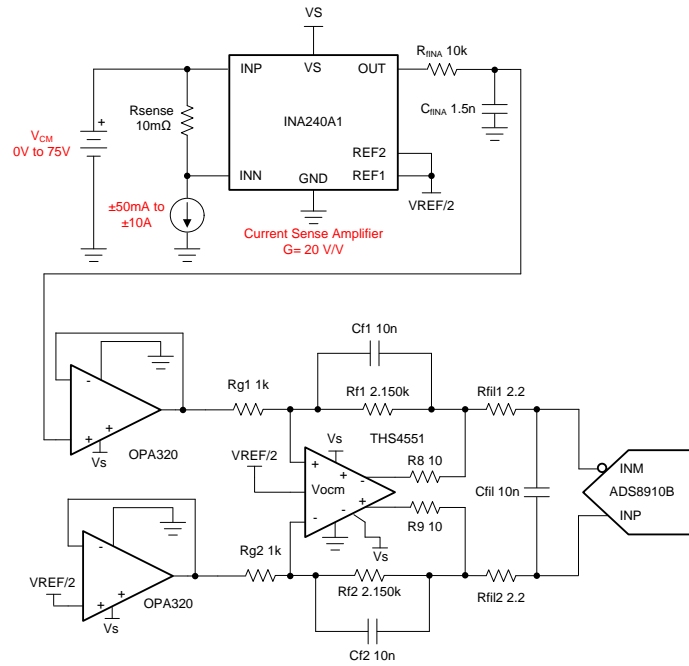 VS
R_fINA 10k
INP
VS
OUT
Rsense
10mΩ
INA240A1
C_fINA 1.5n
V_CM
0V to 75V
+
REF2
INN
GND
REF1
VREF/2
±50mA to
±10A
Current Sense Amplifier
G= 20 V/V
Cf1 10n
-
Rg1 1k
Rf1 2.150k
Rfil1 2.2
+
+
Vs
OPA320
THS4551
Vs
VREF/2
+
+
-
R8 10
Vocm
INM
Cfil 10n
ADS8910B
-
+
R9 10
INP
Vs
-
Rg2 1k
Rf2 2.150k
Rfil2 2.2
VREF/2
+
+
Vs
OPA320
Cf2 10n